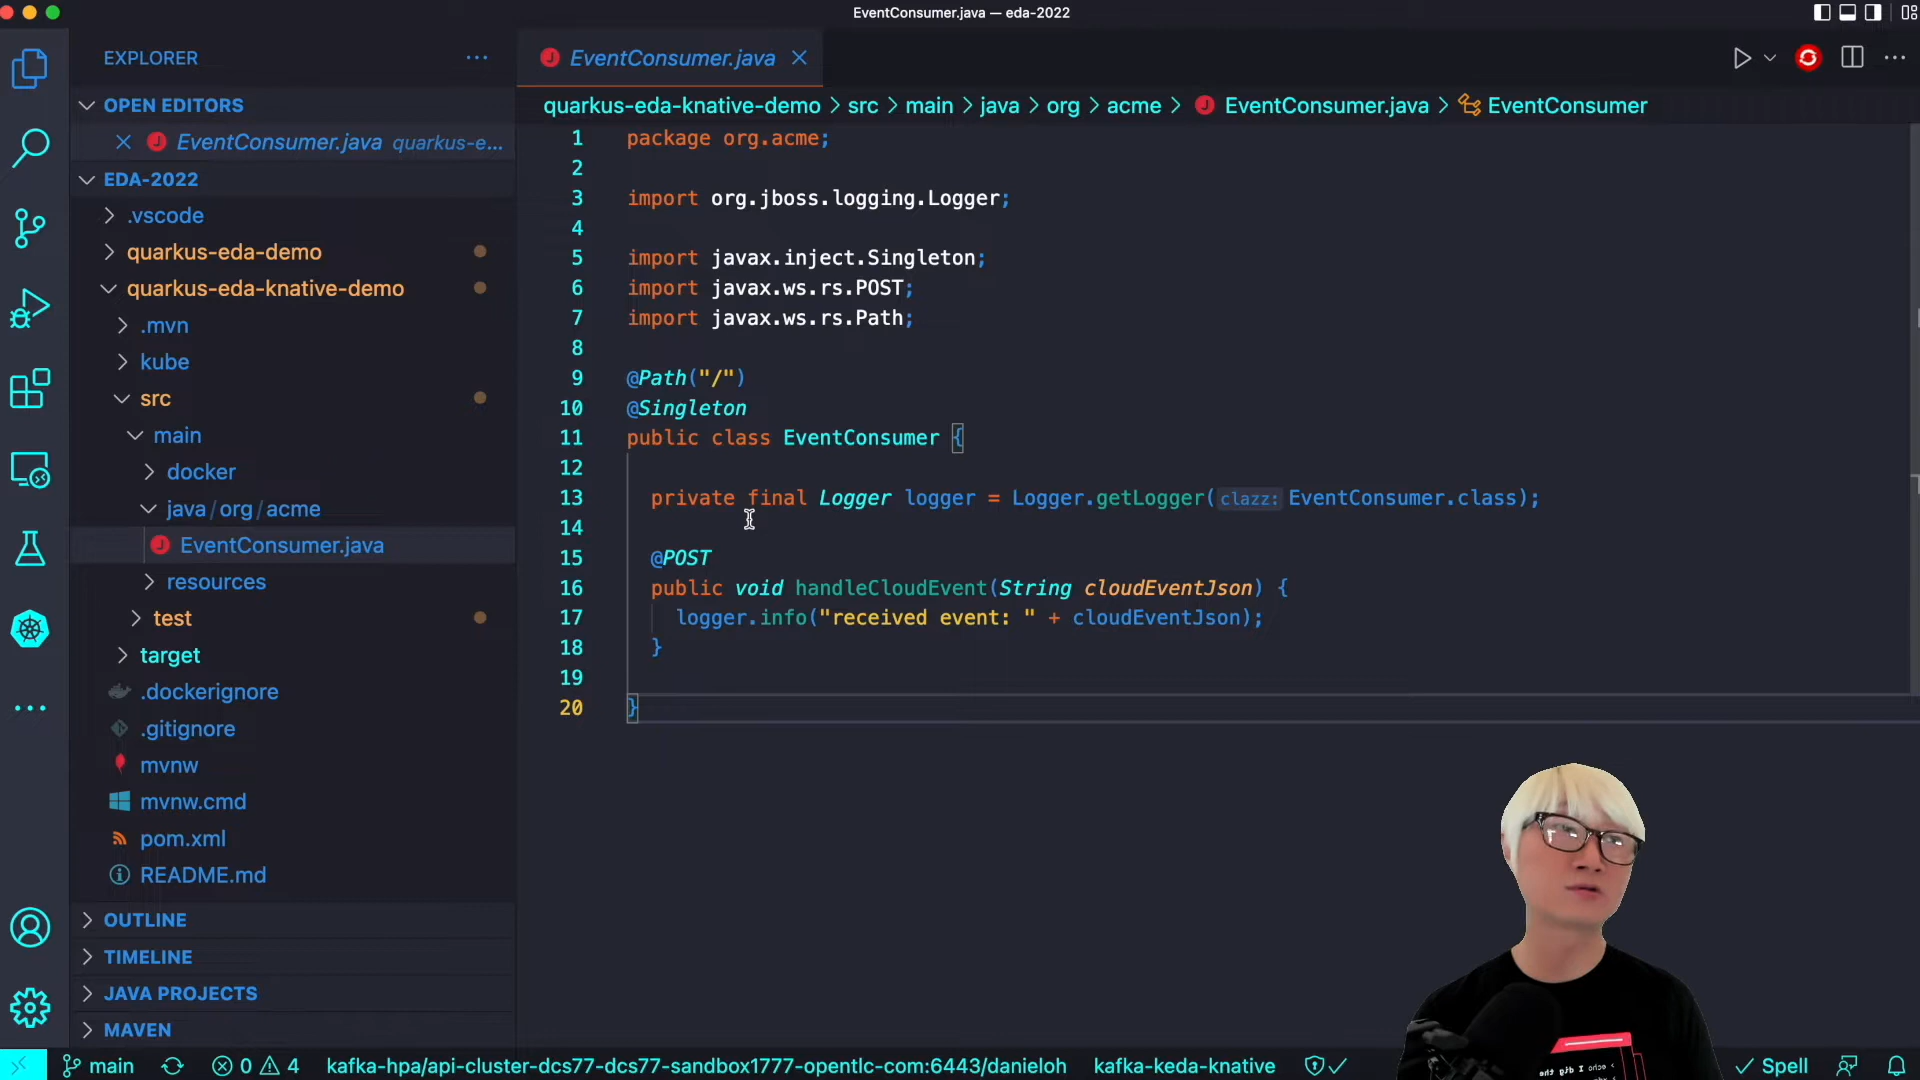 EventConsumer.java — eda-2022
EXPLORER
OPEN EDITORS
EventConsumer.java quarkus-e...
EDA-2022
.vscode
quarkus-eda-demo
quarkus-eda-knative-demo
.mvn
kube
src
main
docker
java/org/acme
EventConsumer.java
resources
test
target
.dockerignore
.gitignore
mvnw
mvnw.cmd
pom.xml
README.md
OUTLINE
TIMELINE
JAVA PROJECTS
MAVEN
EventConsumer.java
quarkus-eda-knative-demo > src > main > java > org > acme > EventConsumer.java > EventConsumer
1 package org.acme;
2
3 import org.jboss.logging.Logger;
4
5 import javax.inject.Singleton;
6 import javax.ws.rs.POST;
7 import javax.ws.rs.Path;
8
9 @Path("/")
10 @Singleton
11 public class EventConsumer {
12
13 private final Logger logger = Logger.getLogger(clazz: EventConsumer.class);
14
15 @POST
16 public void handleCloudEvent(String cloudEventJson) {
17 logger.info("received event: " + cloudEventJson);
18 }
19
20 }
main 0 4 kafka-hpa/api-cluster-dcs77-dcs77-sandbox1777-opentlc-com:6443/danieloh kafka-keda-knative Spell